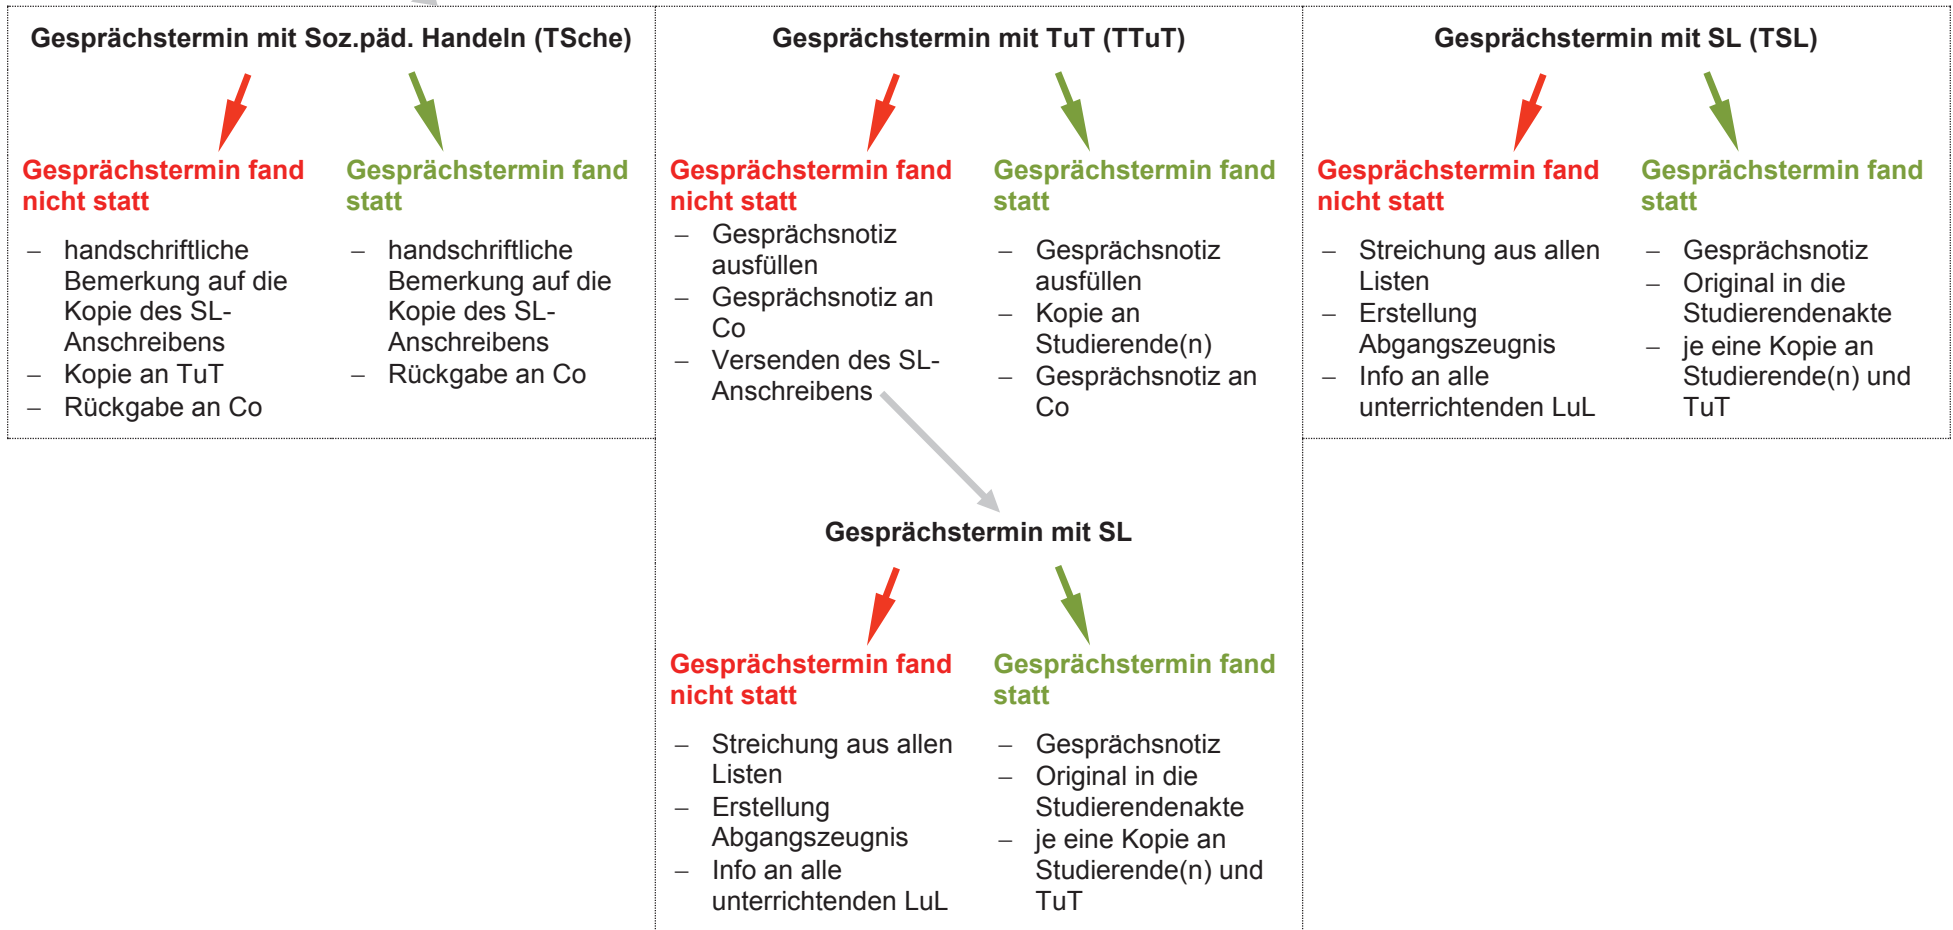 Gesprächstermin mit Soz.päd. Handeln (TSche)
Gesprächstermin fand
nicht statt
– handschriftliche
Bemerkung auf die
Kopie des SL-
Anschreibens
– Kopie an TuT
– Rückgabe an Co
Gesprächstermin fand
statt
– handschriftliche
Bemerkung auf die
Kopie des SL-
Anschreibens
– Rückgabe an Co
Gesprächstermin mit TuT (TTuT)
Gesprächstermin fand
nicht statt
– Gesprächsnotiz
ausfüllen
– Gesprächsnotiz an
Co
– Versenden des SL-
Anschreibens
Gesprächstermin fand
statt
– Gesprächsnotiz
ausfüllen
– Kopie an
Studierende(n)
– Gesprächsnotiz an
Co
Gesprächstermin mit SL
Gesprächstermin fand
nicht statt
– Streichung aus allen
Listen
– Erstellung
Abgangszeugnis
– Info an alle
unterrichtenden LuL
Gesprächstermin fand
statt
– Gesprächsnotiz
– Original in die
Studierendenakte
– je eine Kopie an
Studierende(n) und
TuT
Gesprächstermin mit SL (TSL)
Gesprächstermin fand
nicht statt
– Streichung aus allen
Listen
– Erstellung
Abgangszeugnis
– Info an alle
unterrichtenden LuL
Gesprächstermin fand
statt
– Gesprächsnotiz
– Original in die
Studierendenakte
– je eine Kopie an
Studierende(n) und
TuT